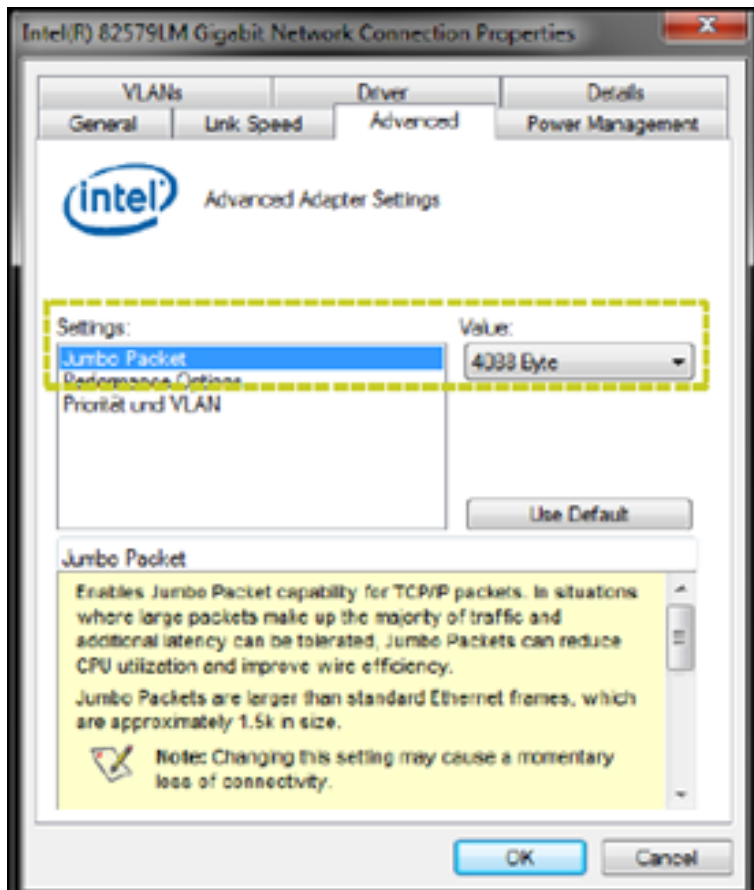 Intel(R) 82579LM Gigabit Network Connection Properties
VLANs Driver Details
General Link Speed Advanced Power Management
intel
Advanced Adapter Settings
Settings: Value:
Jumbo Packet 4088 Byte
Performance Options
Priorität und VLAN
Use Default
Jumbo Packet
Enables Jumbo Packet capability for TCP/IP packets. In situations
where large packets make up the majority of traffic and
additional latency can be tolerated, Jumbo Packets can reduce
CPU utilization and improve wire efficiency.
Jumbo Packets are larger than standard Ethernet frames, which
are approximately 1.5k in size.
Note: Changing this setting may cause a momentary
loss of connectivity.
OK Cancel